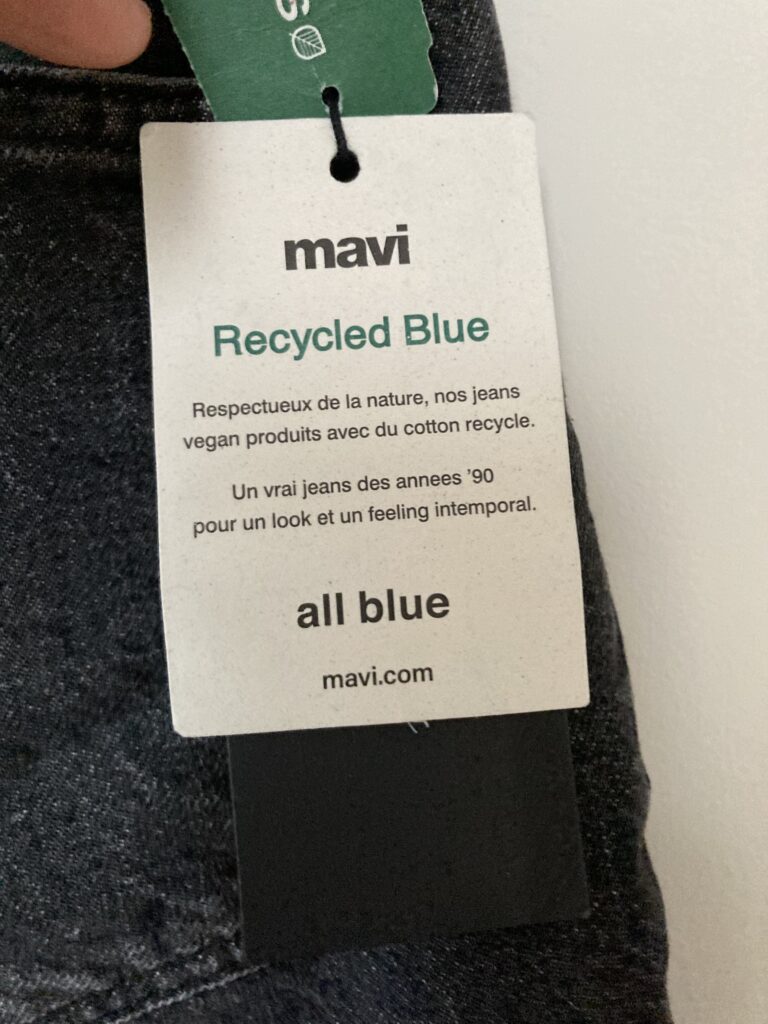 mavi
Recycled Blue
Respectueux de la nature, nos jeans
vegan produits avec du cotton recycle.
Un vrai jeans des annees '90
pour un look et un feeling intemporal.
all blue
mavi.com